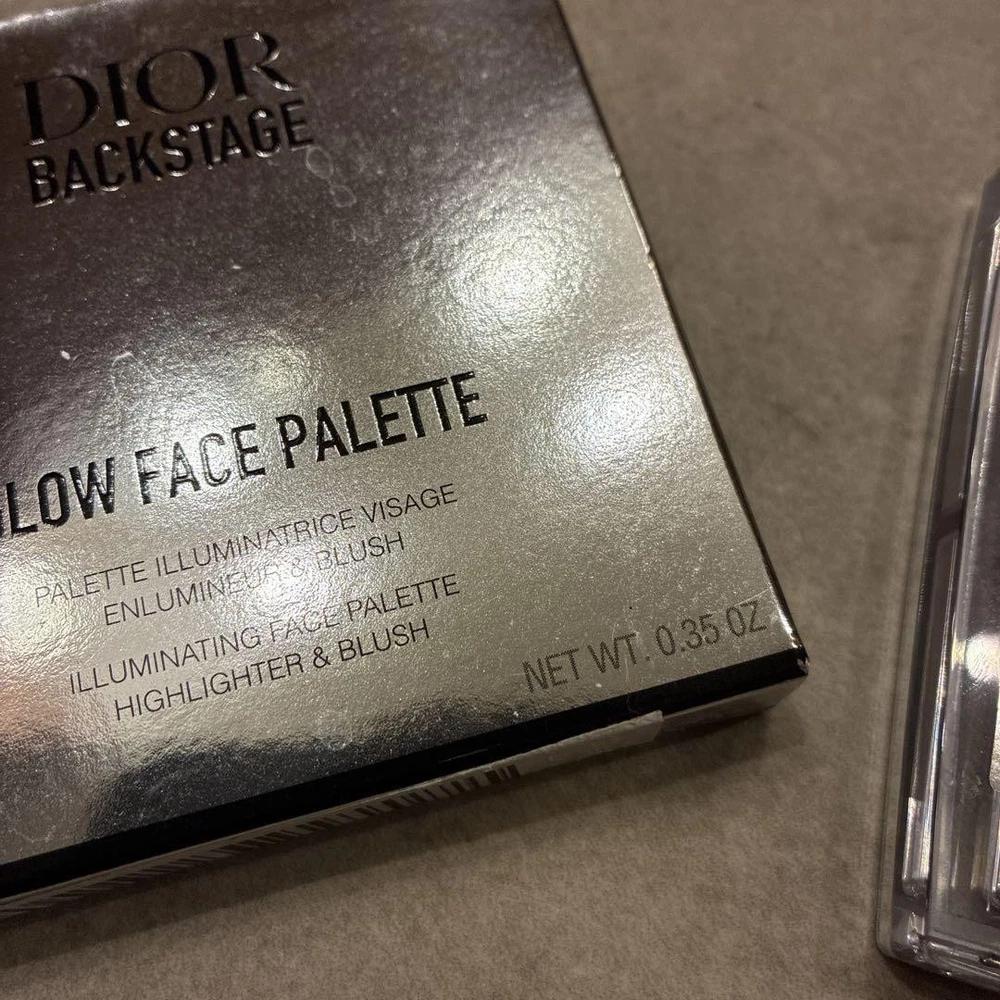 DIOR
BACKSTAGE
GLOW FACE PALETTE
PALETTE ILLUMINATRICE VISAGE
ENLUMINEUR & BLUSH
ILLUMINATING FACE PALETTE
HIGHLIGHTER & BLUSH
NET WT. 0.35 OZ